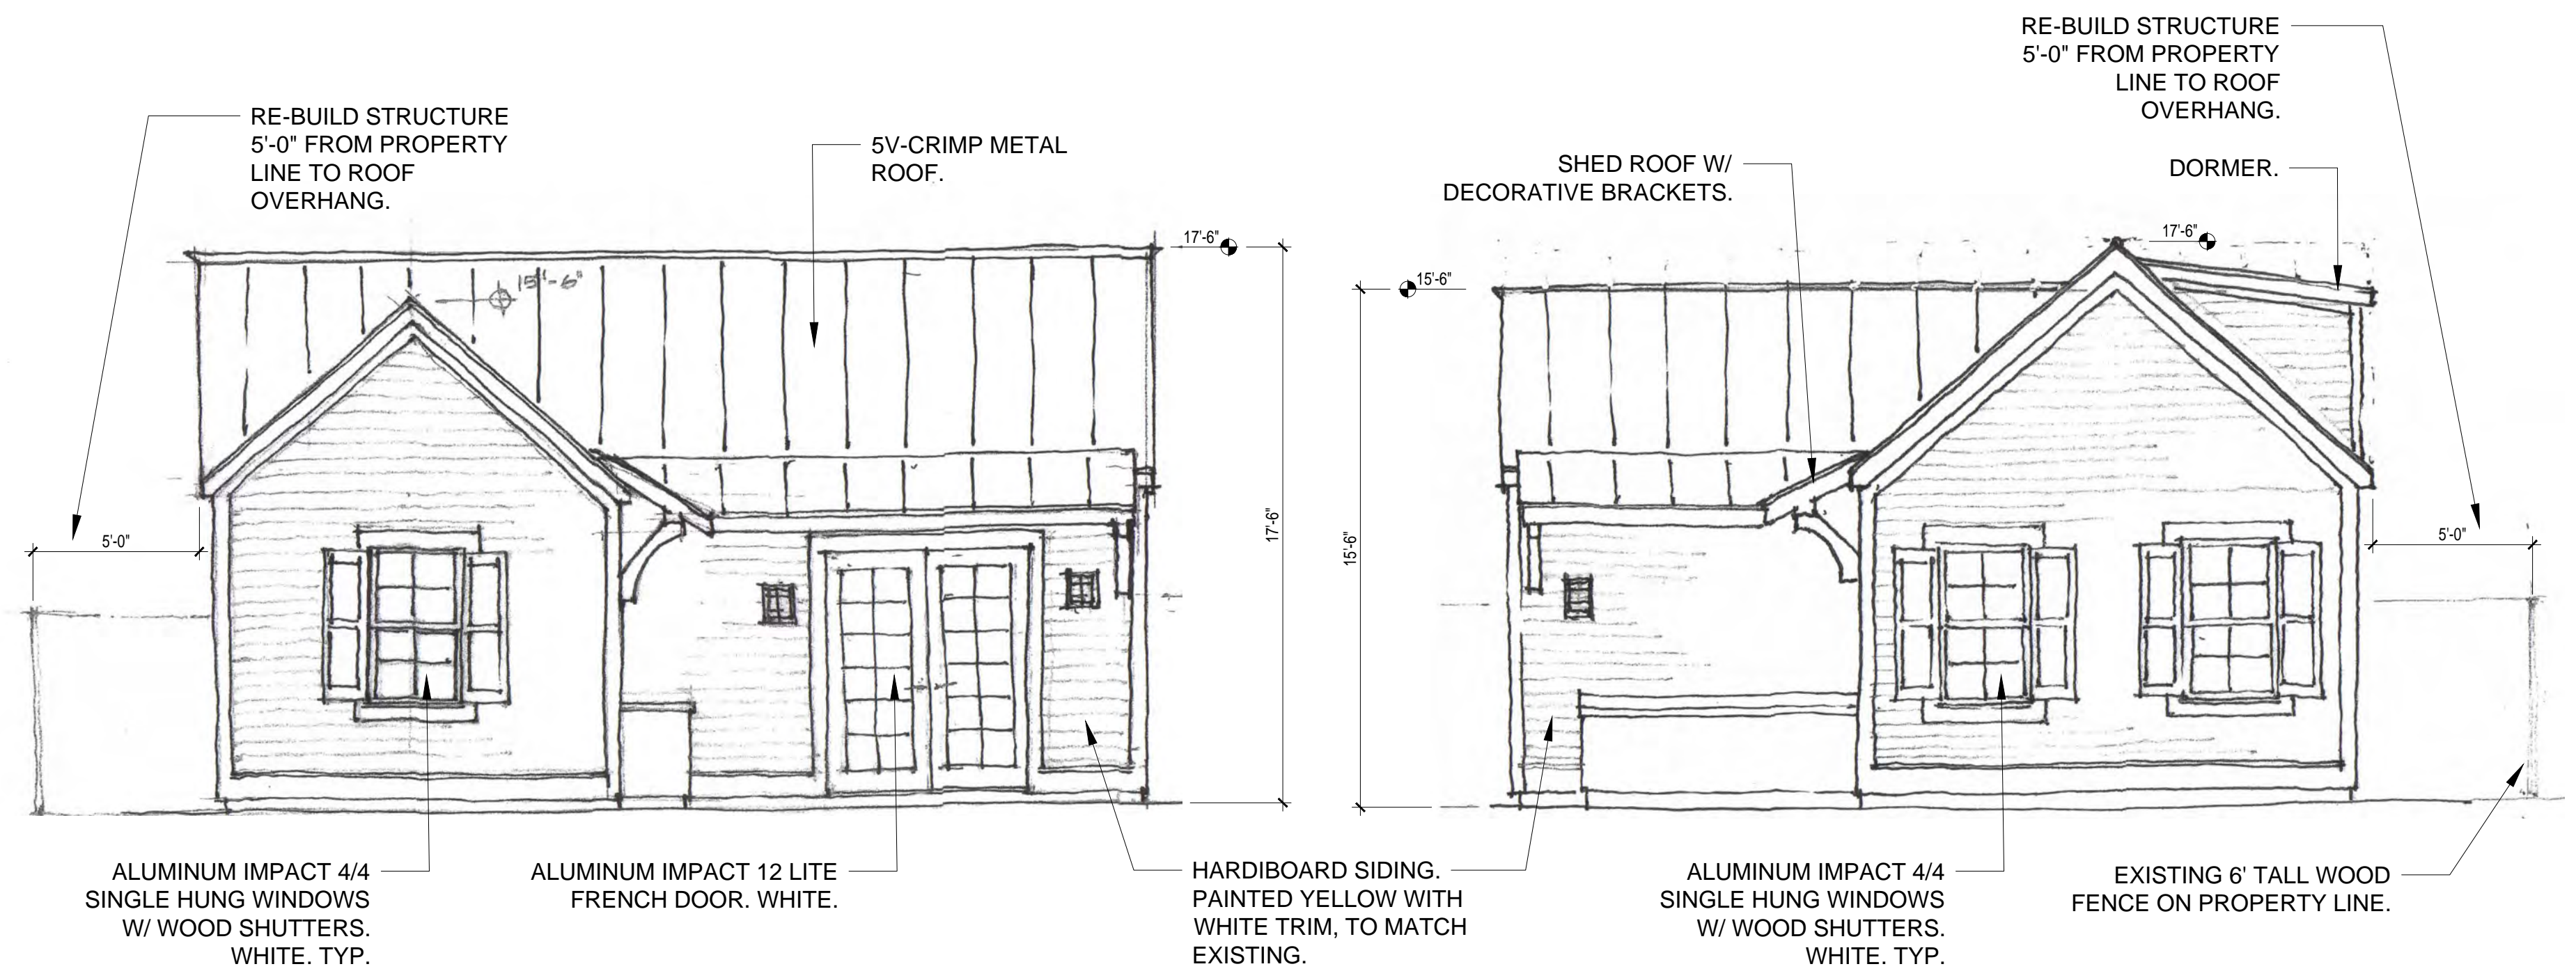 RE-BUILD STRUCTURE
5'-0" FROM PROPERTY
LINE TO ROOF
OVERHANG.
5V-CRIMP METAL
ROOF.
17'-6"
15'-6"
5'-0"
17'-6"
ALUMINUM IMPACT 4/4
SINGLE HUNG WINDOWS
W/ WOOD SHUTTERS.
WHITE. TYP.
ALUMINUM IMPACT 12 LITE
FRENCH DOOR. WHITE.
HARDIBOARD SIDING.
PAINTED YELLOW WITH
WHITE TRIM, TO MATCH
EXISTING.
RE-BUILD STRUCTURE
5'-0" FROM PROPERTY
LINE TO ROOF
OVERHANG.
SHED ROOF W/
DECORATIVE BRACKETS.
DORMER.
17'-6"
15'-6"
15'-6"
5'-0"
ALUMINUM IMPACT 4/4
SINGLE HUNG WINDOWS
W/ WOOD SHUTTERS.
WHITE. TYP.
EXISTING 6' TALL WOOD
FENCE ON PROPERTY LINE.